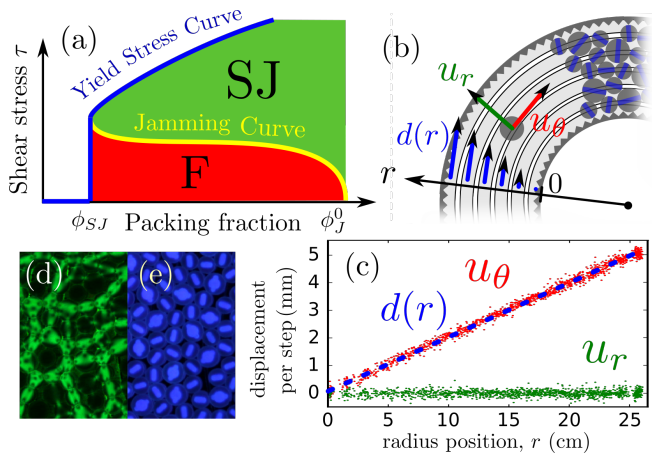 (a)
Yield Stress Curve
SJ
Jamming Curve
F
Shear stress τ
ϕSJ Packing fraction ϕJ0
(b)
ur
uθ
d(r)
r
0
(d) (e)
(c)
uθ
d(r)
ur
displacement
per step (mm)
5
4
3
2
1
0
0 5 10 15 20 25
radius position, r (cm)